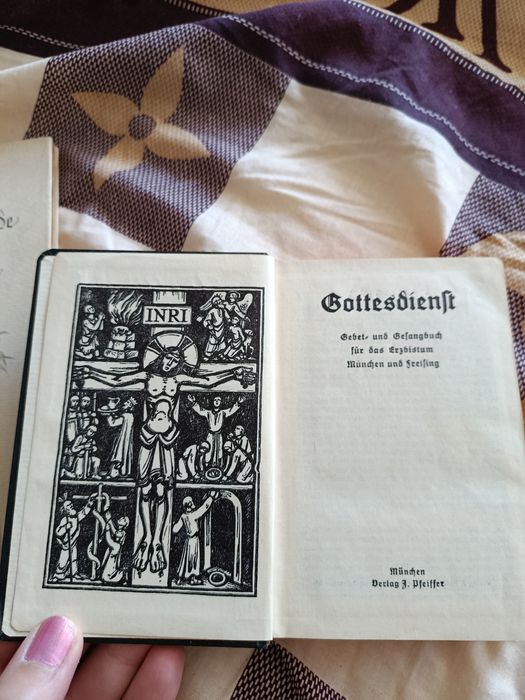 INRI
Gottesdienst
Gebet- und Gesangbuch
für das Erzbistum
München und Freising
München
Verlag J. Pfeiffer